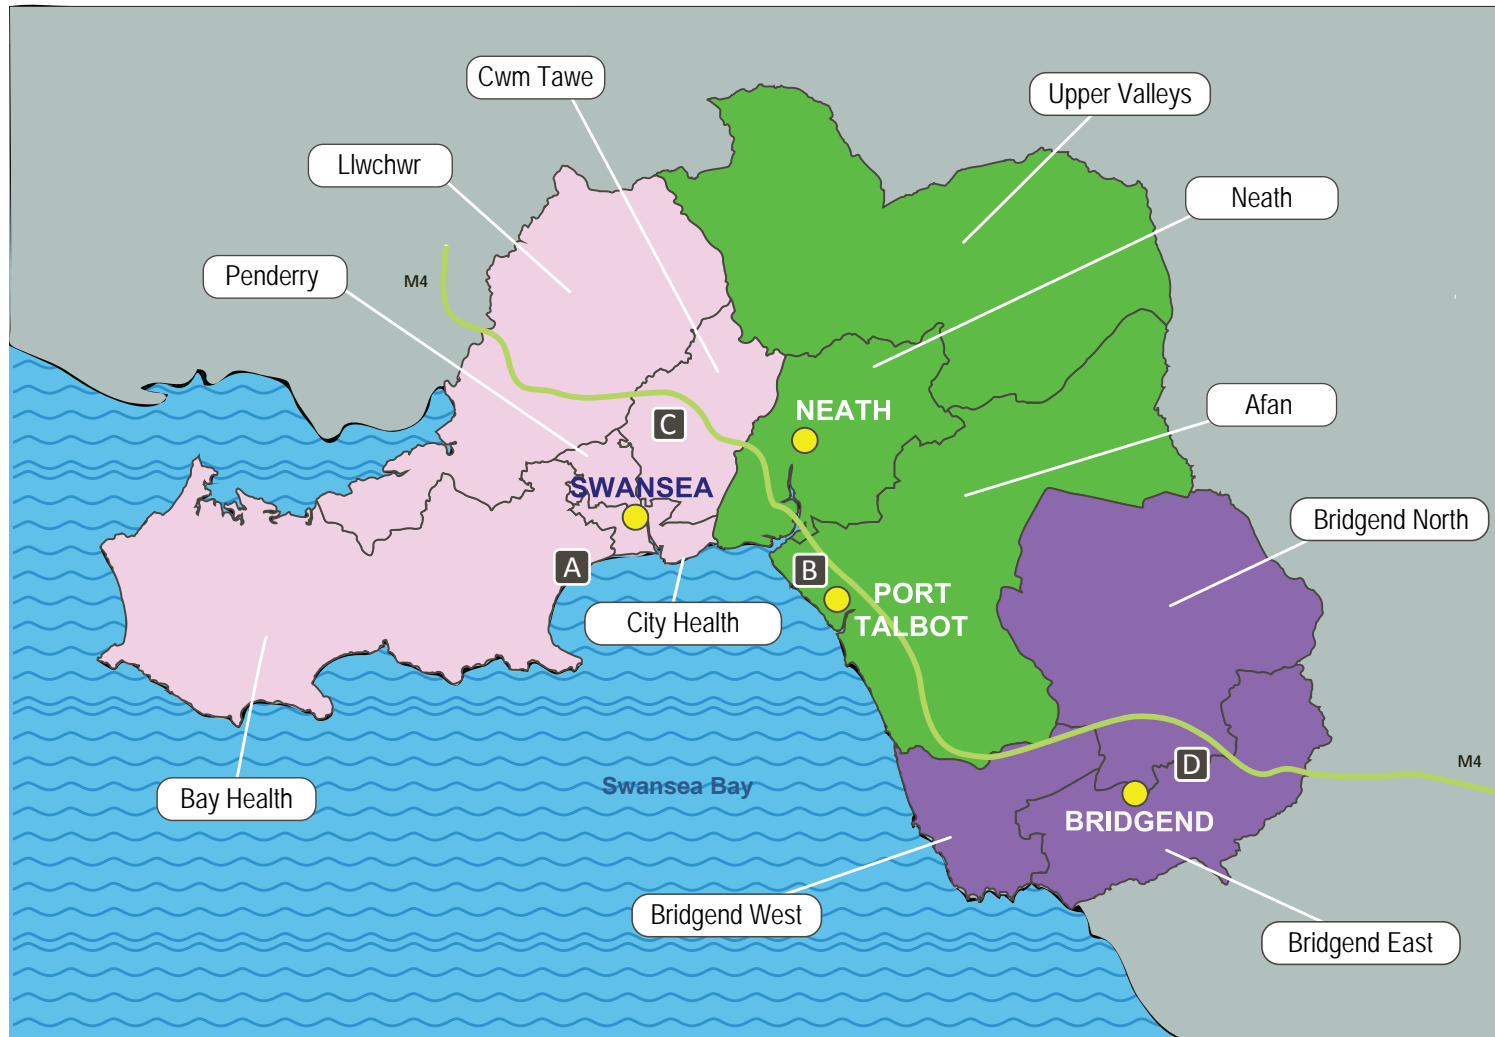 Cwm Tawe
Upper Valleys
Llwchwr
Neath
Penderry
M4
Afan
NEATH
C
SWANSEA
Bridgend North
A
B
PORT
TALBOT
City Health
Bay Health
Swansea Bay
D
M4
BRIDGEND
Bridgend West
Bridgend East